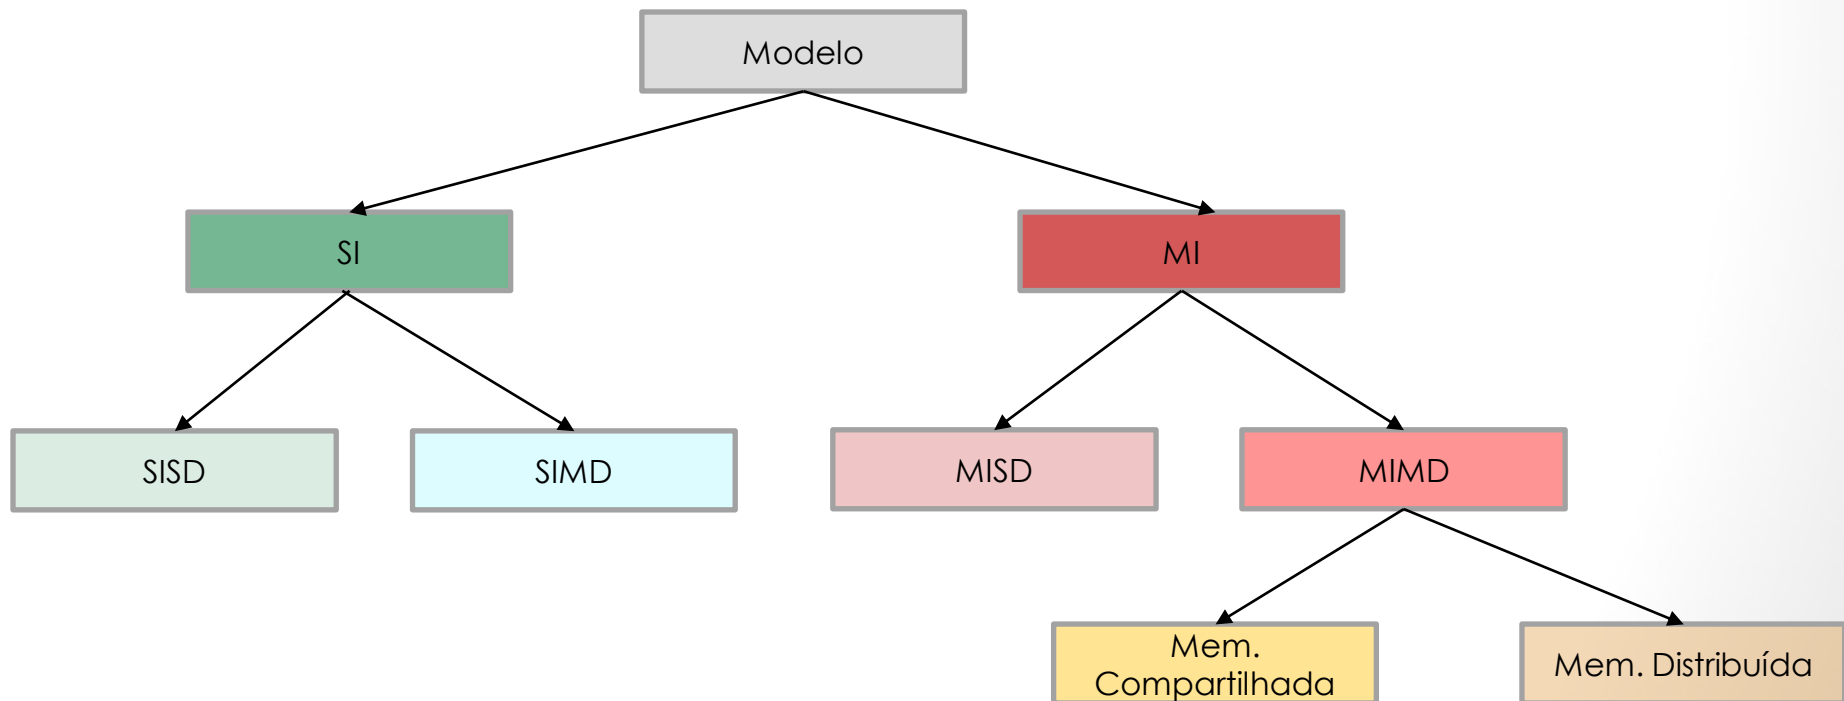 Modelo
SI
MI
SISD
SIMD
MISD
MIMD
Mem.
Compartilhada
Mem. Distribuída